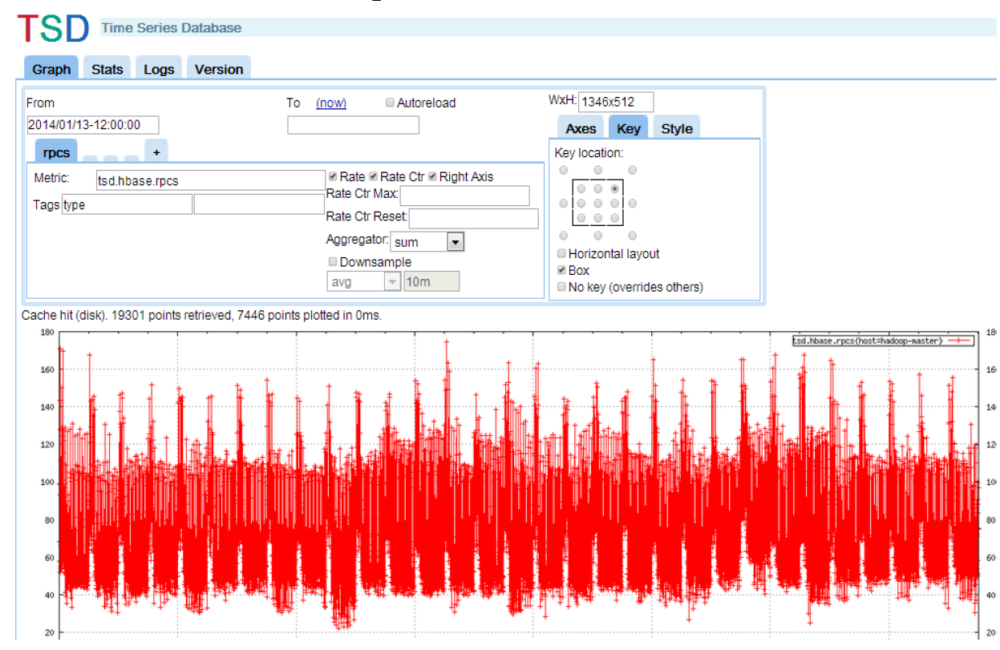 TSD Time Series Database
Graph Stats Logs Version
From To (now) Autoreload WxH: 1346x512
2014/01/13-12:00:00
Axes Key Style
rpcs +
Key location:
Metric: tsd.hbase.rpcs Rate Rate Ctr Right Axis
Rate Ctr Max:
Tags type
Rate Ctr Reset:
Aggregator: sum
Horizontal layout
Downsample
Box
avg 10m
No key (overrides others)
Cache hit (disk). 19301 points retrieved, 7446 points plotted in 0ms.
180 18
tsd.hbase.rpcs{host=hadoop-master}
160 16
140 14
120 12
100 10
80 80
60 60
40 40
20 20